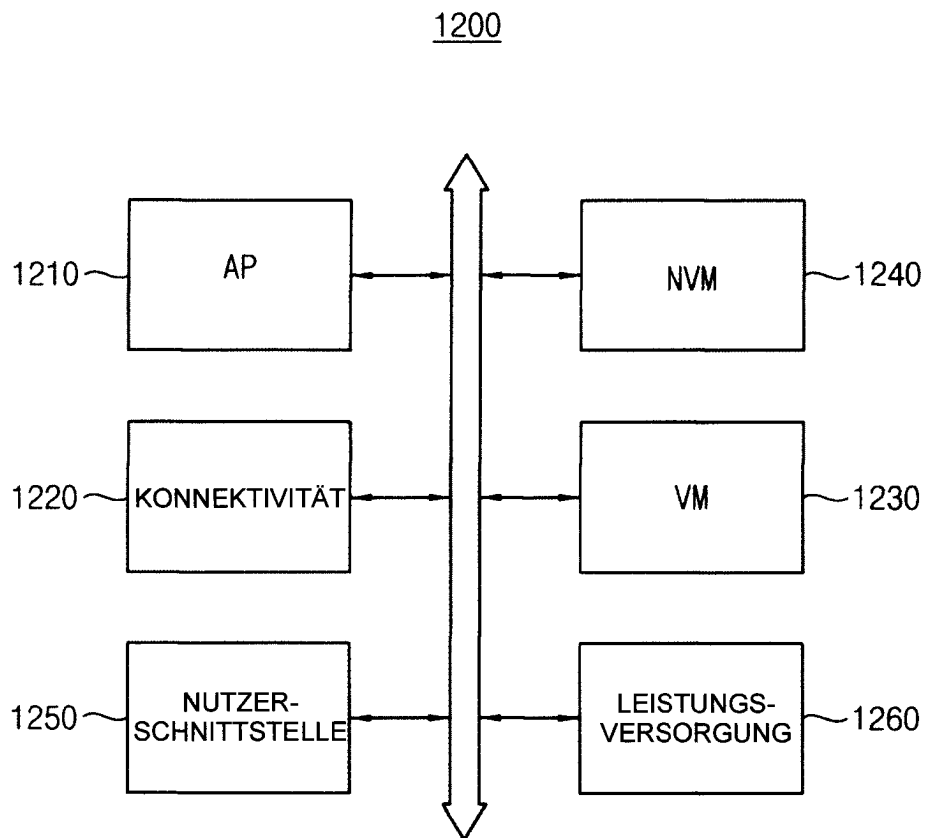 1200
1210
AP
NVM
1240
1220
KONNEKTIVITÄT
VM
1230
1250
NUTZER-
SCHNITTSTELLE
LEISTUNGS-
VERSORGUNG
1260